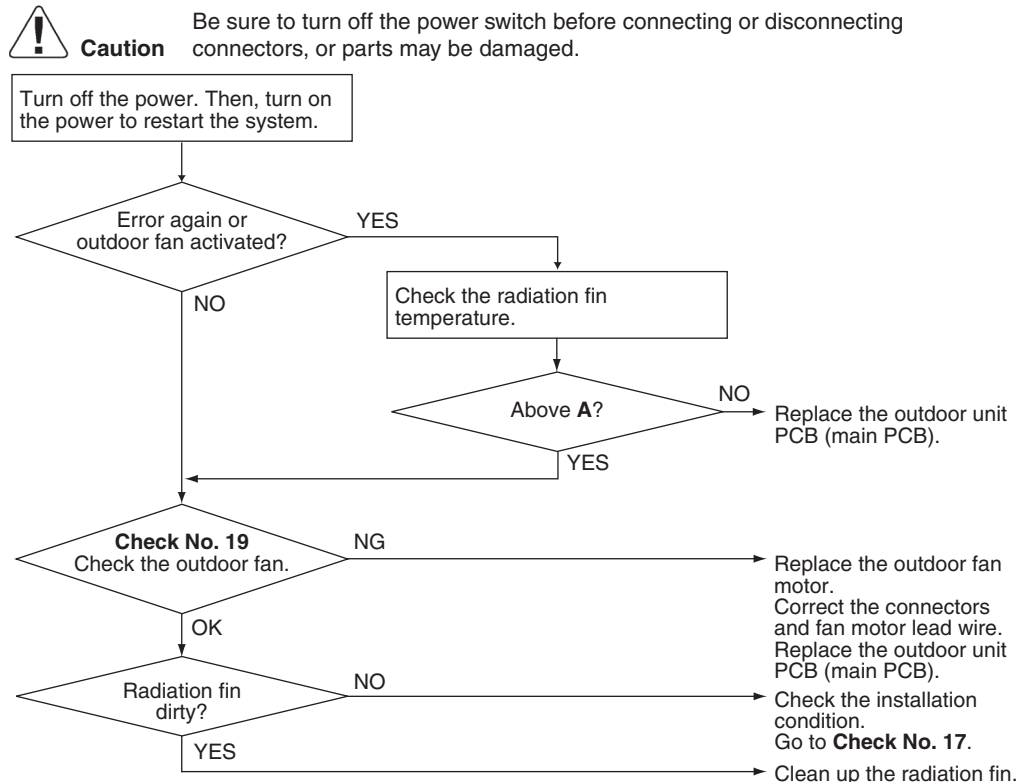 Be sure to turn off the power switch before connecting or disconnecting
Caution connectors, or parts may be damaged.
Turn off the power. Then, turn on
the power to restart the system.
Error again or
outdoor fan activated?
YES
NO
Check the radiation fin
temperature.
Above A?
NO
Replace the outdoor unit
PCB (main PCB).
YES
Check No. 19
Check the outdoor fan.
NG
Replace the outdoor fan
motor.
Correct the connectors
and fan motor lead wire.
Replace the outdoor unit
PCB (main PCB).
OK
Radiation fin
dirty?
NO
Check the installation
condition.
Go to Check No. 17.
YES
Clean up the radiation fin.